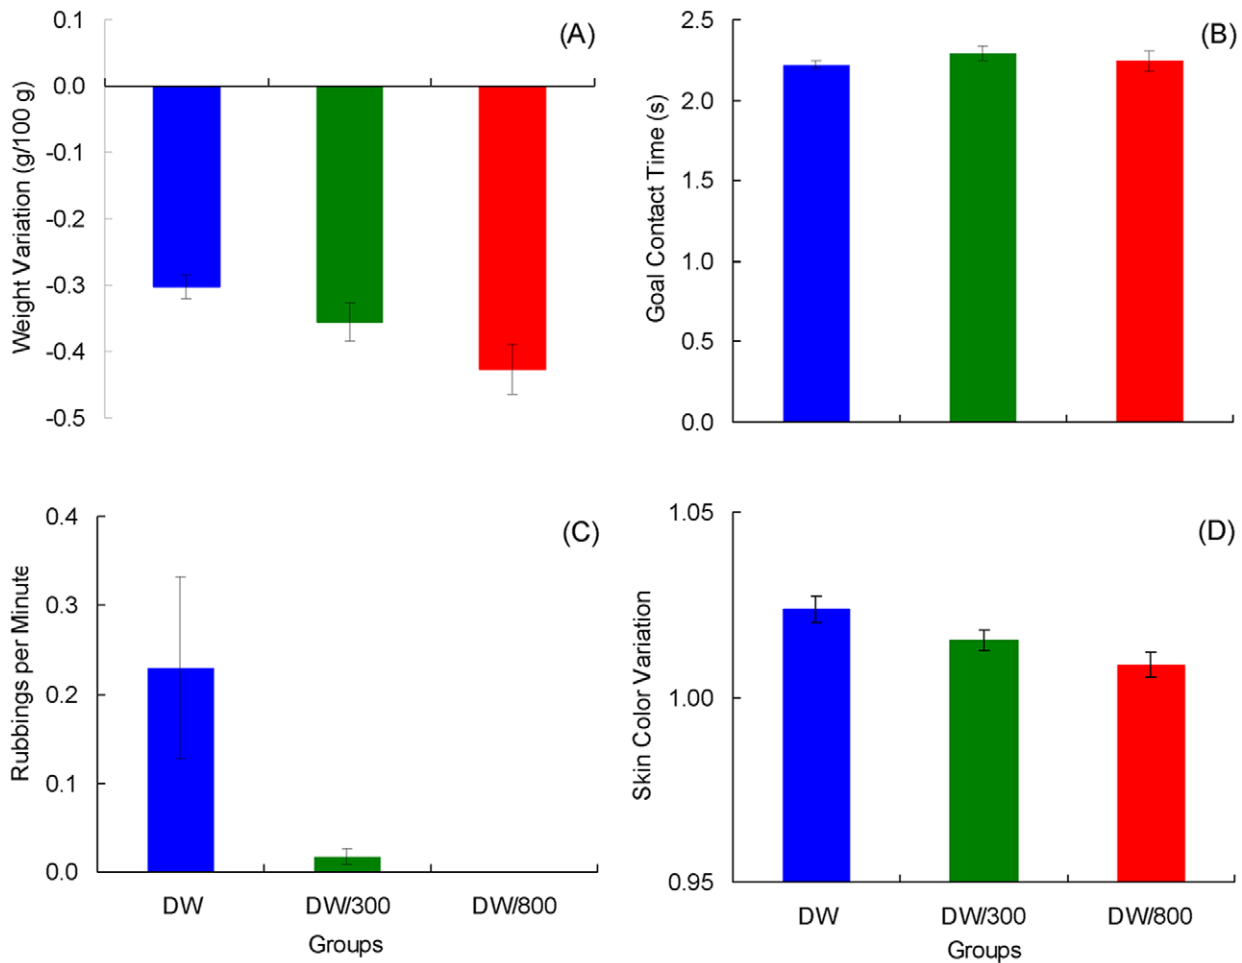 (A)
Weight Variation (g/100 g)
0.1
0.0
-0.1
-0.2
-0.3
-0.4
-0.5
(B)
Goal Contact Time (s)
2.5
2.0
1.5
1.0
0.5
0.0
(C)
Rubbings per Minute
0.4
0.3
0.2
0.1
0.0
DW DW/300 DW/800
Groups
(D)
Skin Color Variation
1.05
1.00
0.95
DW DW/300 DW/800
Groups